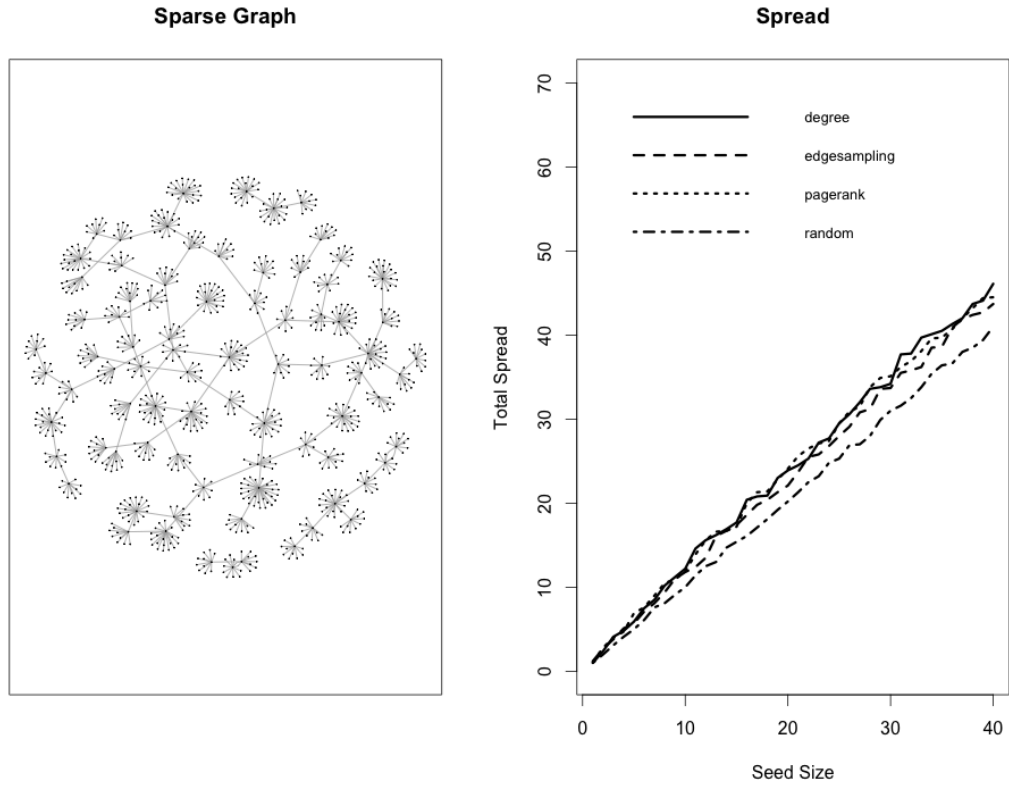 Sparse Graph
Spread
70
60
50
40
30
20
10
0
degree
edgesampling
pagerank
random
Total Spread
0 10 20 30 40
Seed Size